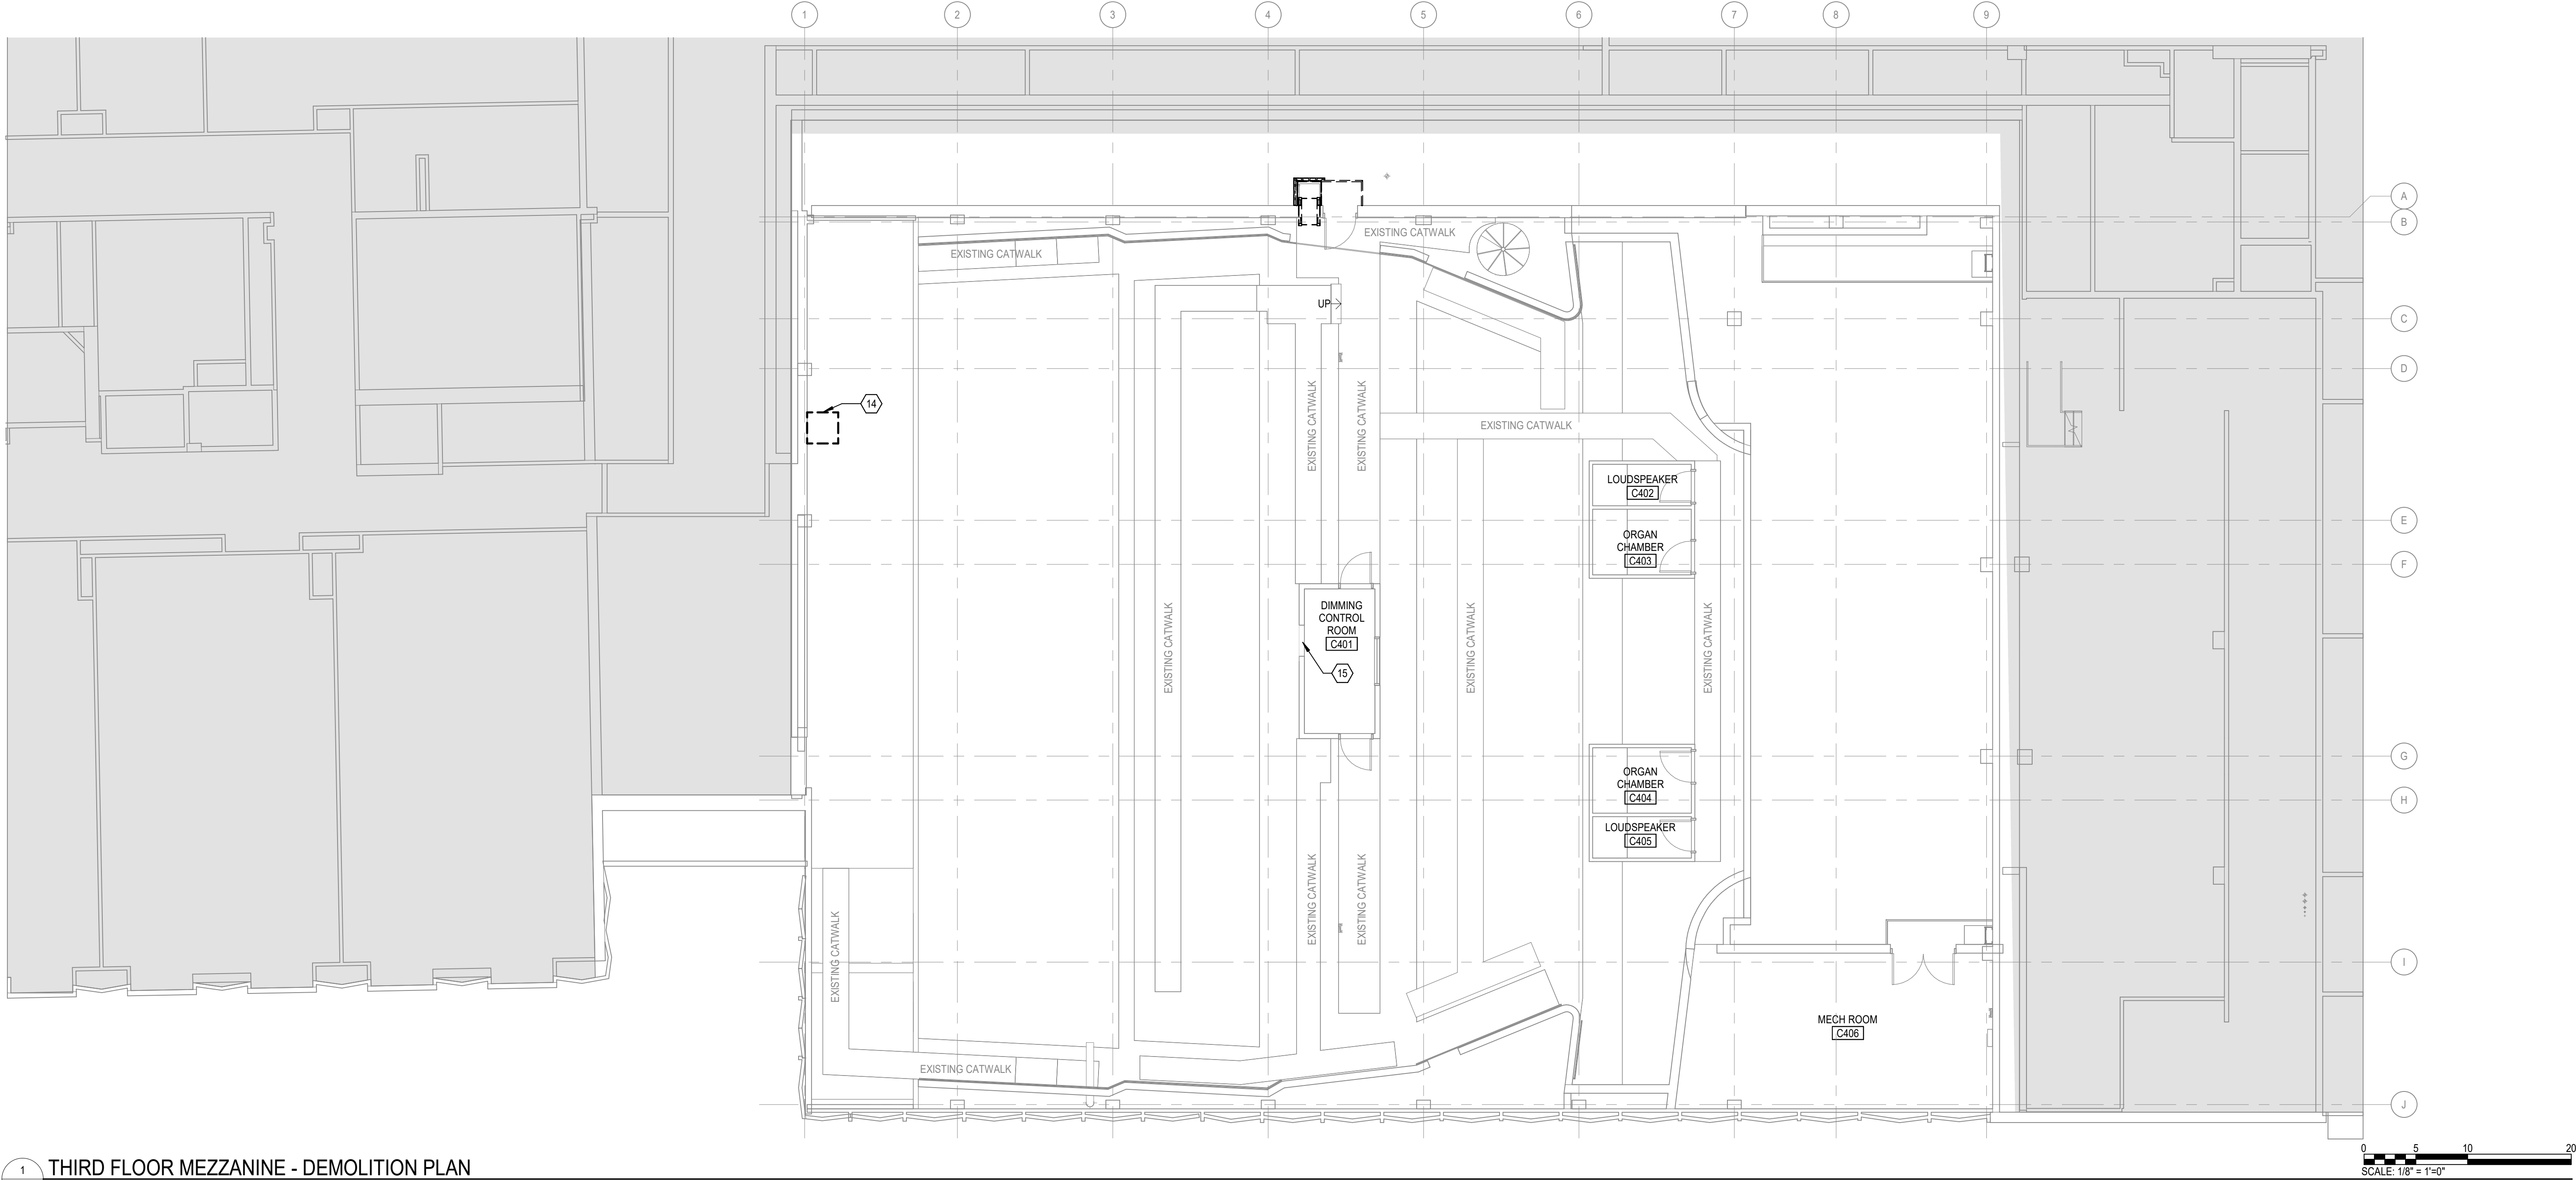 1
2
3
4
5
6
7
8
9
A
B
C
D
E
F
G
H
I
J
EXISTING CATWALK
EXISTING CATWALK
UP
14
EXISTING CATWALK
EXISTING CATWALK
EXISTING CATWALK
LOUDSPEAKER
C402
ORGAN
CHAMBER
C403
DIMMING
CONTROL
ROOM
C401
15
EXISTING CATWALK
EXISTING CATWALK
EXISTING CATWALK
ORGAN
CHAMBER
C404
LOUDSPEAKER
C405
EXISTING CATWALK
EXISTING CATWALK
EXISTING CATWALK
MECH ROOM
C406
EXISTING CATWALK
1
THIRD FLOOR MEZZANINE - DEMOLITION PLAN
0 5 10 20
SCALE: 1/8" = 1'=0"